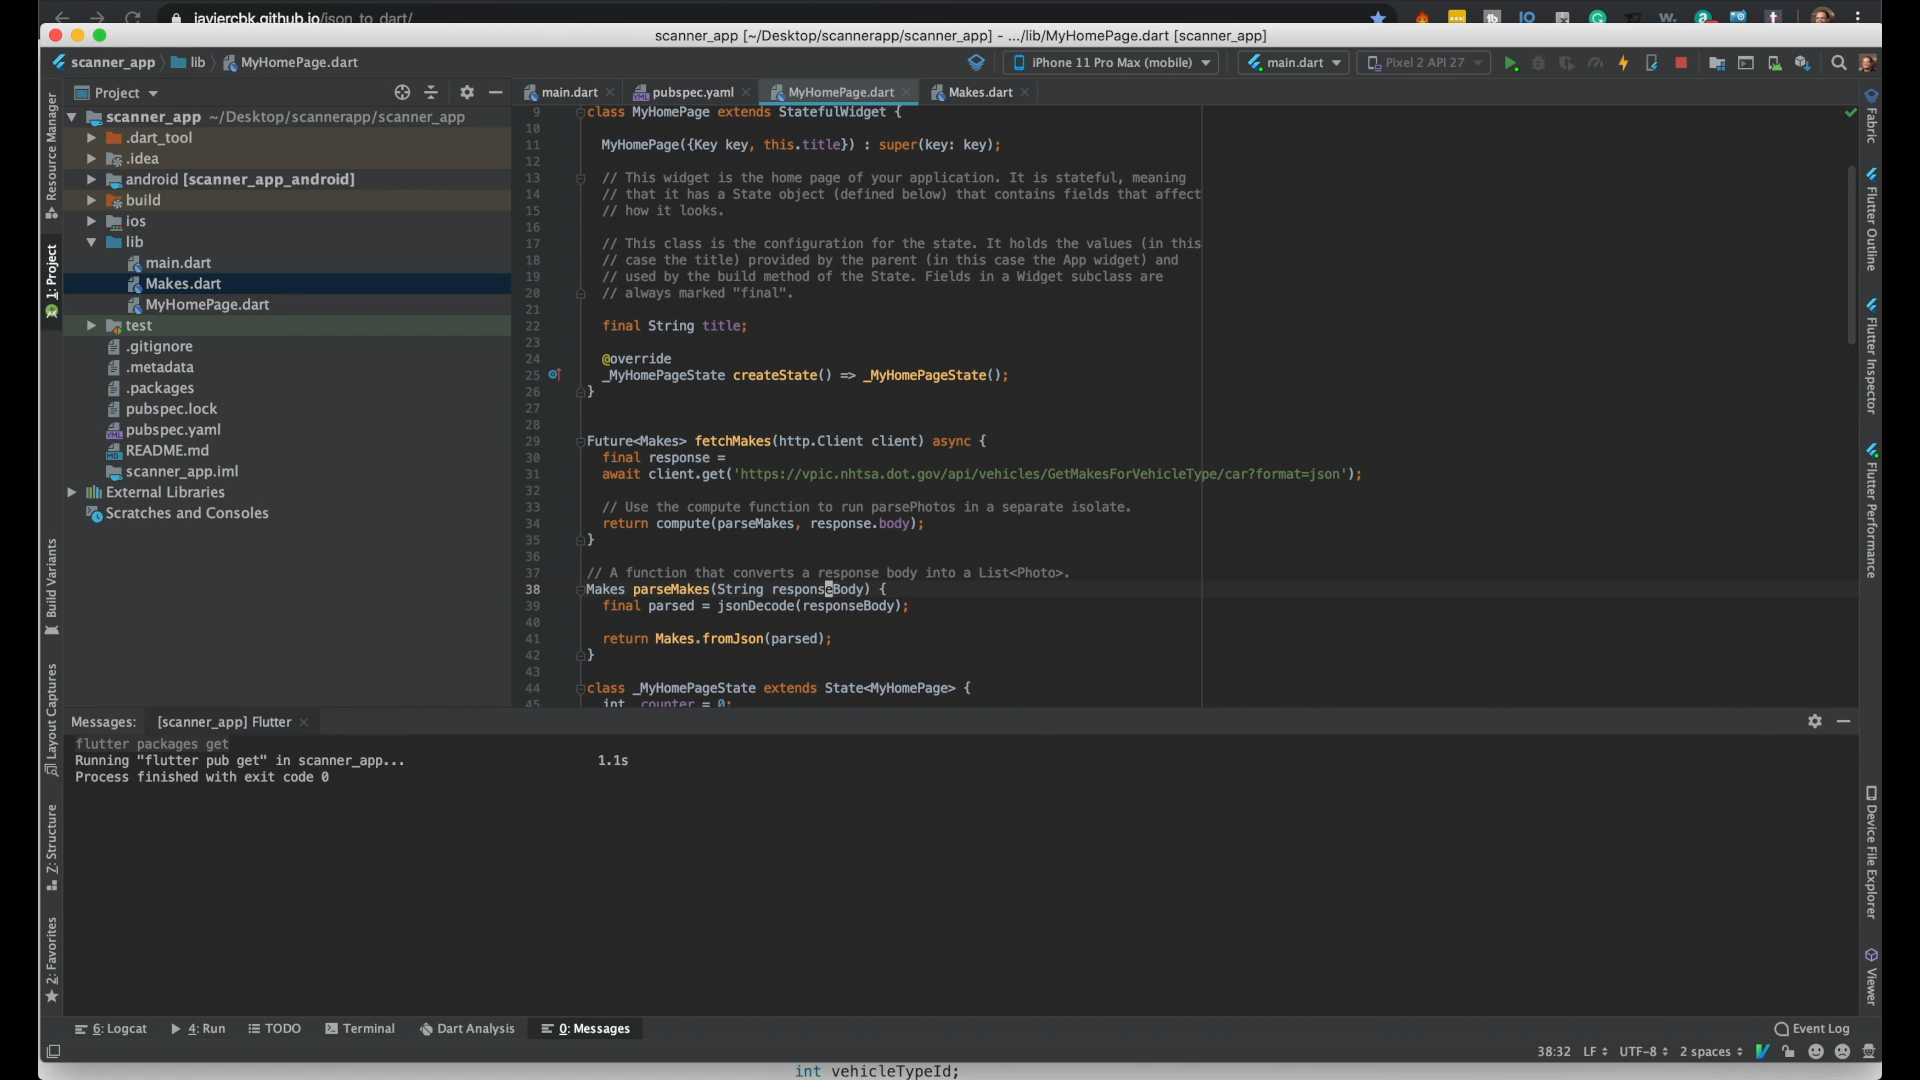 javiercbk.github.io/json_to_dart/
scanner_app [~/Desktop/scannerapp/scanner_app] - .../lib/MyHomePage.dart [scanner_app]
scanner_app lib MyHomePage.dart iPhone 11 Pro Max (mobile) main.dart Pixel 2 API 27
Project
main.dart pubspec.yaml MyHomePage.dart Makes.dart
scanner_app ~/Desktop/scannerapp/scanner_app
.dart_tool
.idea
android [scanner_app_android]
build
ios
lib
main.dart
Makes.dart
MyHomePage.dart
test
.gitignore
.metadata
.packages
pubspec.lock
pubspec.yaml
README.md
scanner_app.iml
External Libraries
Scratches and Consoles
Resource Manager
1: Project
Build Variants
Layout Captures
Z: Structure
2: Favorites
9 class MyHomePage extends StatefulWidget {
10
11 MyHomePage({Key key, this.title}) : super(key: key);
12
13 // This widget is the home page of your application. It is stateful, meaning
14 // that it has a State object (defined below) that contains fields that affect
15 // how it looks.
16
17 // This class is the configuration for the state. It holds the values (in this
18 // case the title) provided by the parent (in this case the App widget) and
19 // used by the build method of the State. Fields in a Widget subclass are
20 // always marked "final".
21
22 final String title;
23
24 @override
25 _MyHomePageState createState() => _MyHomePageState();
26 }
27
28
29 Future<Makes> fetchMakes(http.Client client) async {
30 final response =
31 await client.get('https://vpic.nhtsa.dot.gov/api/vehicles/GetMakesForVehicleType/car?format=json');
32
33 // Use the compute function to run parsePhotos in a separate isolate.
34 return compute(parseMakes, response.body);
35 }
36
37 // A function that converts a response body into a List<Photo>.
38 Makes parseMakes(String responseBody) {
39 final parsed = jsonDecode(responseBody);
40
41 return Makes.fromJson(parsed);
42 }
43
44 class _MyHomePageState extends State<MyHomePage> {
45 int _counter = 0;
Fabric
Flutter Outline
Flutter Inspector
Flutter Performance
Device File Explorer
Viewer
Messages: [scanner_app] Flutter
flutter packages get
Running "flutter pub get" in scanner_app... 1.1s
Process finished with exit code 0
6: Logcat 4: Run TODO Terminal Dart Analysis 0: Messages Event Log
38:32 LF UTF-8 2 spaces
int vehicleTypeId;